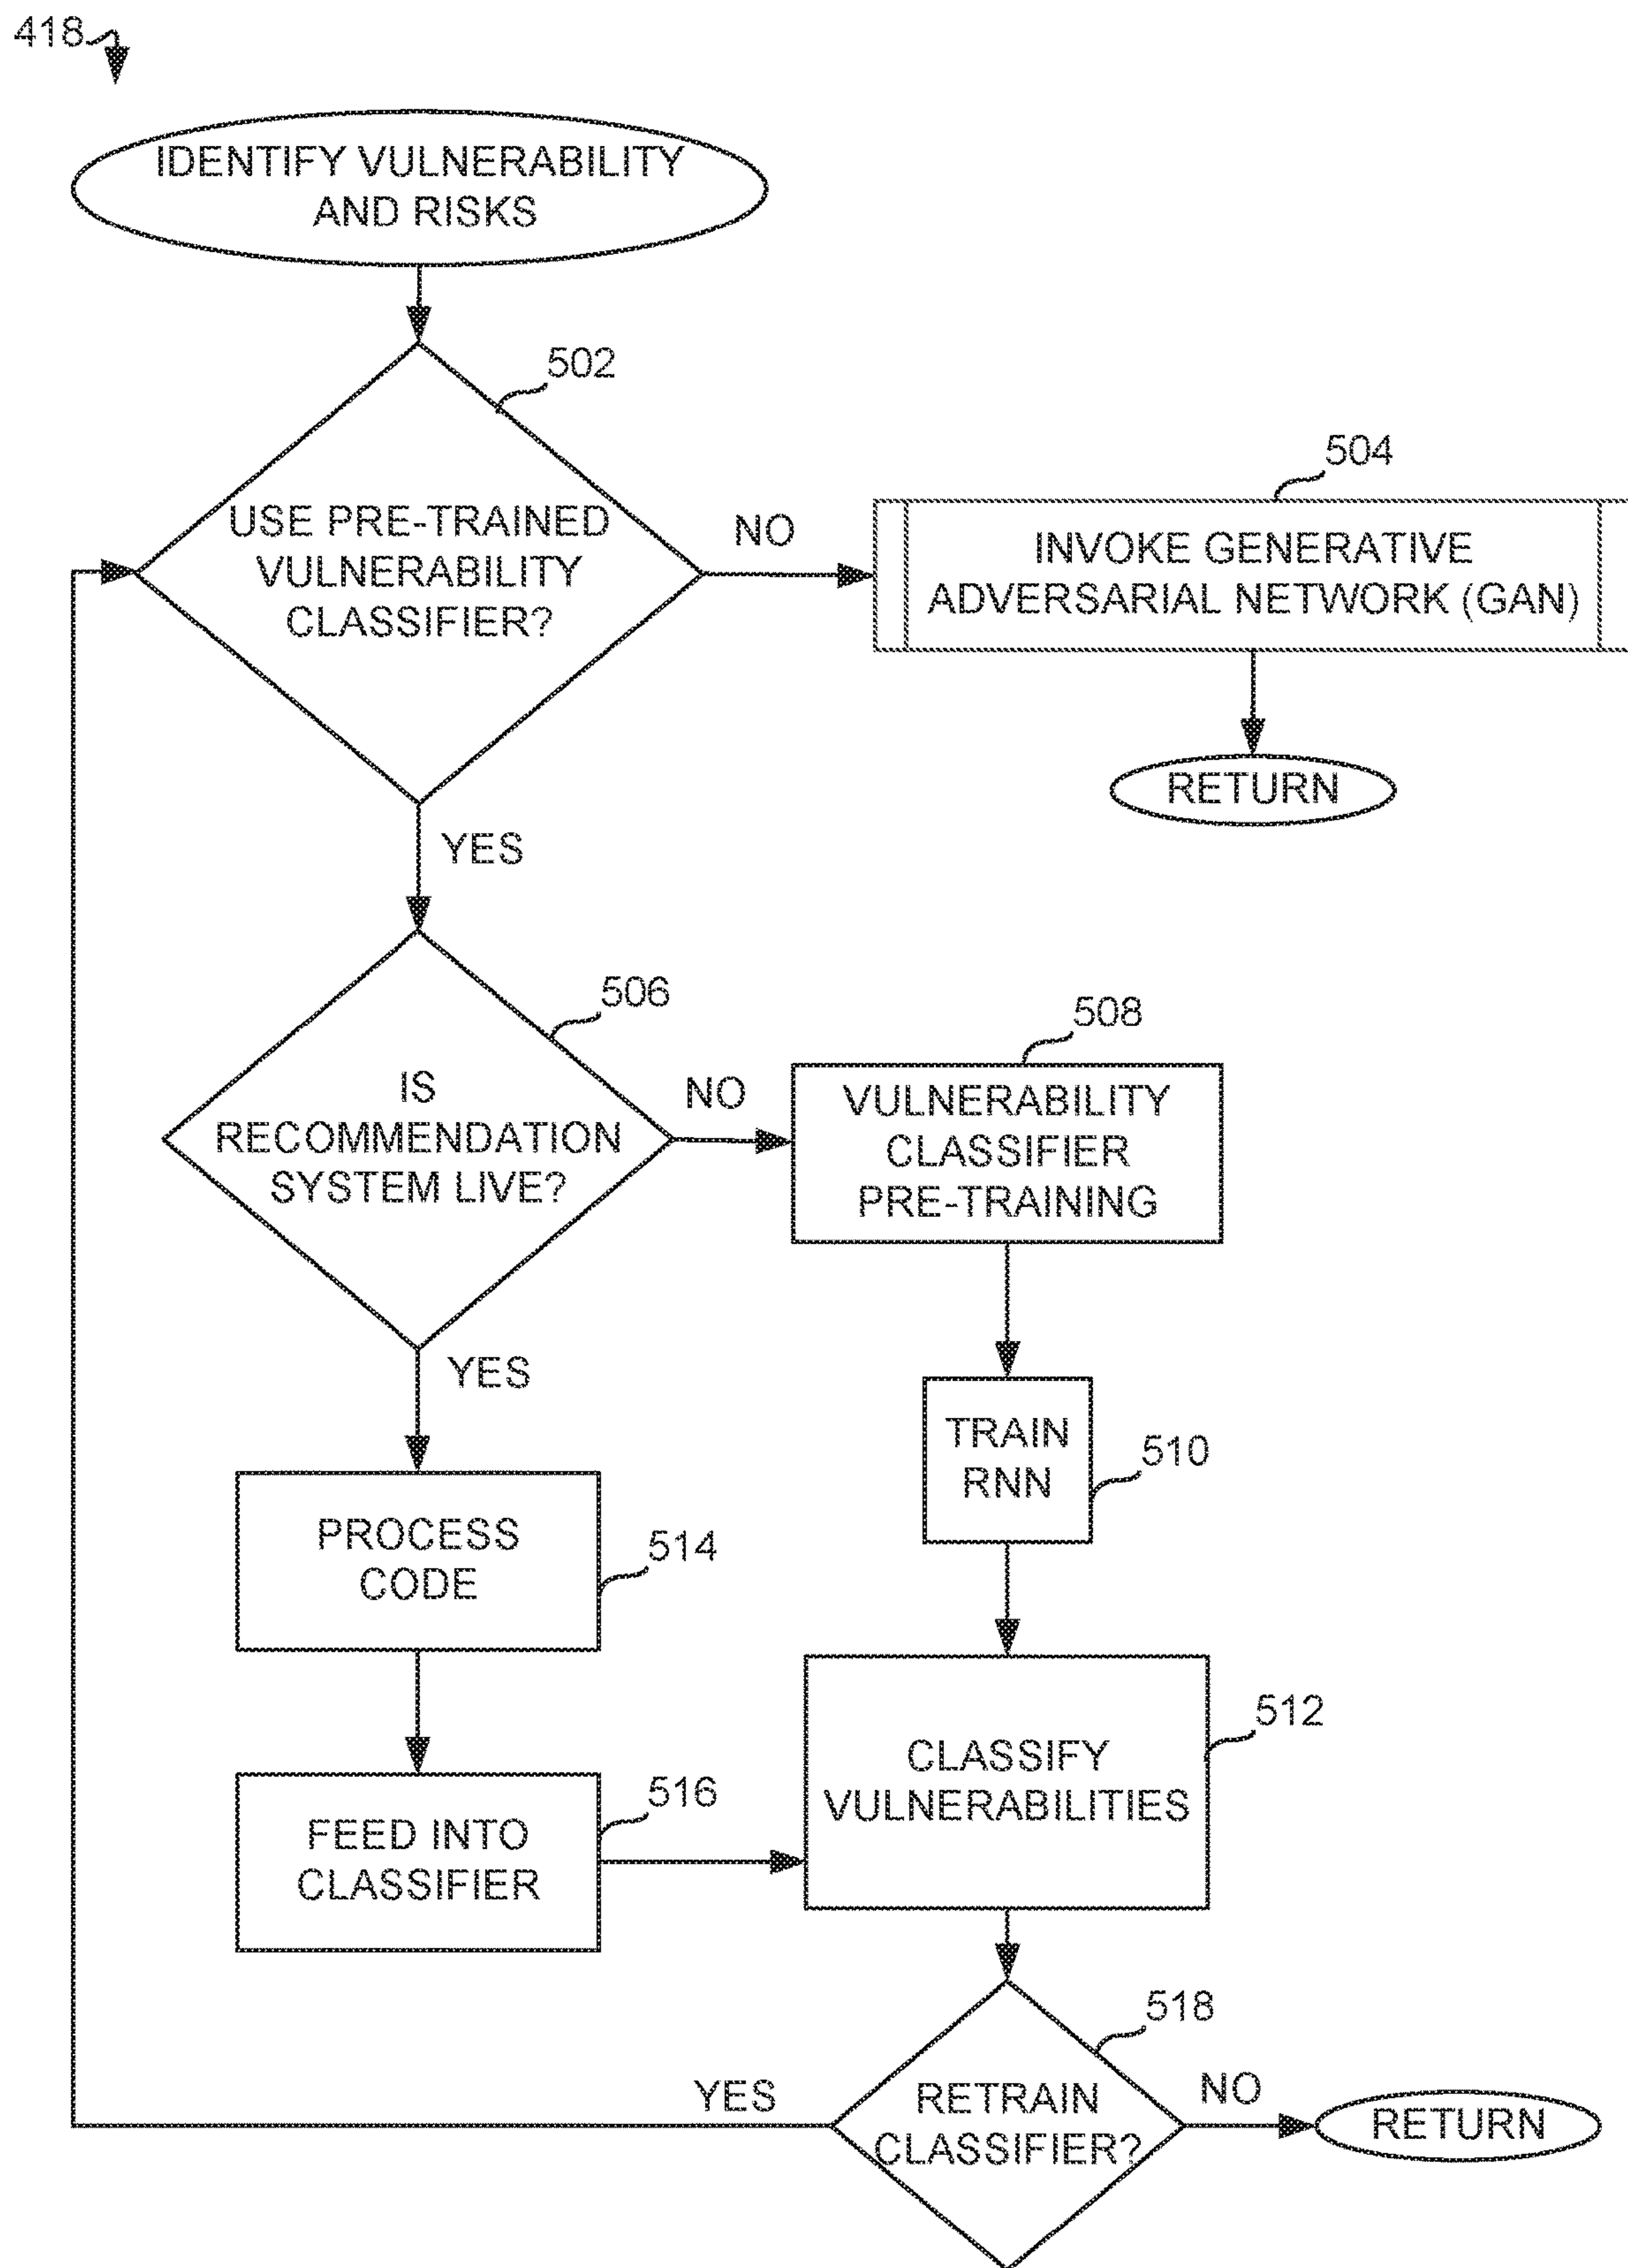 418
IDENTIFY VULNERABILITY
AND RISKS
502
USE PRE-TRAINED
VULNERABILITY
CLASSIFIER?
NO
504
INVOKE GENERATIVE
ADVERSARIAL NETWORK (GAN)
RETURN
YES
506
IS
RECOMMENDATION
SYSTEM LIVE?
NO
508
VULNERABILITY
CLASSIFIER
PRE-TRAINING
YES
TRAIN
RNN
510
PROCESS
CODE
514
FEED INTO
CLASSIFIER
516
CLASSIFY
VULNERABILITIES
512
518
RETRAIN
CLASSIFIER?
YES
NO
RETURN